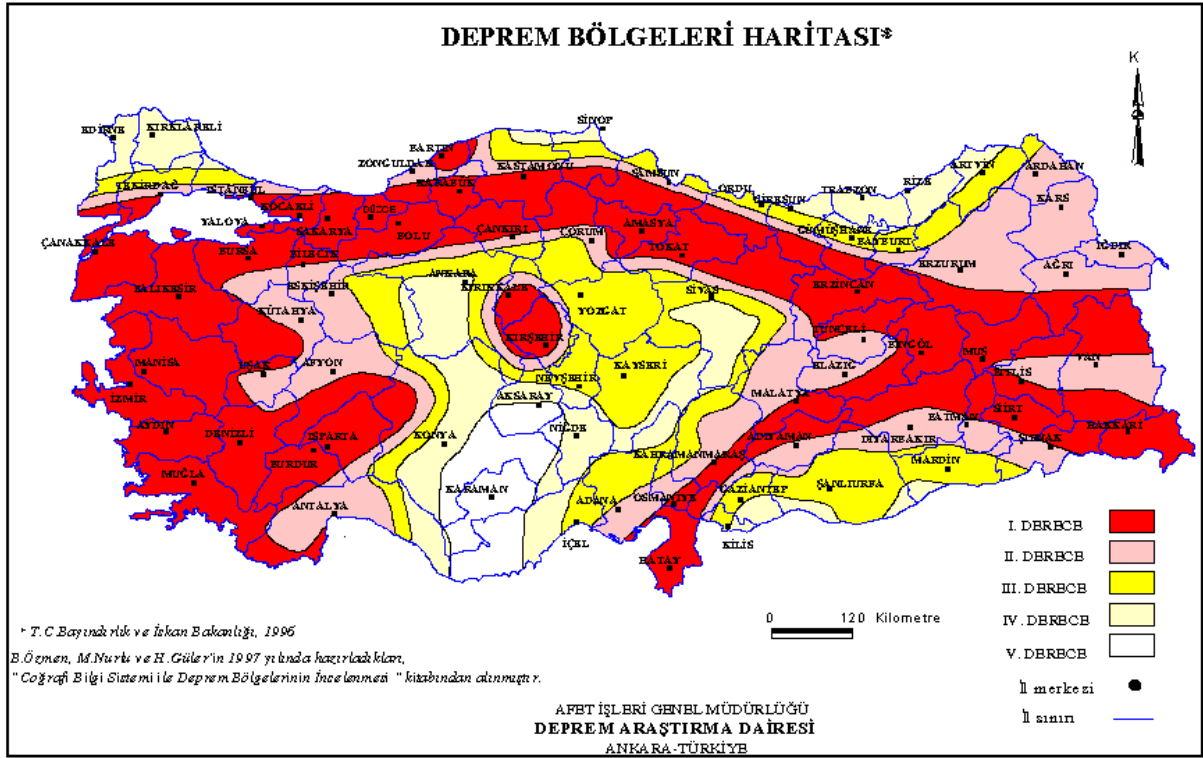 DEPREM BÖLGELERİ HARİTASI*
K
SİNOP
EDİRNE
KIRKLARELİ
BARTIN
ZONGULDAK
KASTAMONU
ARTVİN
ARDAHAN
TEKİRDAĞ
İSTANBUL
KARABÜK
SAMSUN
ORDU
GİRESUN
TRABZON
RİZE
KARS
YALOVA
KOCAELİ
SAKARYA
DÜZCE
BOLU
ÇANKIRI
ÇORUM
AMASYA
TOKAT
GÜMÜŞHANE
BAYBURT
ÇANAKKALE
BURSA
BİLECİK
ERZURUM
AĞRI
IĞDIR
BALIKESİR
ESKİŞEHİR
ANKARA
KIRIKKALE
YOZGAT
SİVAS
ERZİNCAN
KÜTAHYA
KIRŞEHİR
TUNCELİ
BİNGÖL
MUŞ
VAN
MANİSA
UŞAK
AFYON
NEVŞEHİR
KAYSERİ
ELAZIĞ
BİTLİS
İZMİR
AKSARAY
MALATYA
SİİRT
AYDIN
DENİZLİ
ISPARTA
KONYA
NİĞDE
KAHRAMANMARAŞ
ADIYAMAN
DİYARBAKIR
BATMAN
ŞIRNAK
HAKKARİ
MUĞLA
BURDUR
MARDİN
ANTALYA
KARAMAN
ADANA
OSMANİYE
GAZİANTEP
ŞANLIURFA
İÇEL
KİLİS
HATAY
I. DERECE
II. DERECE
III. DERECE
IV. DERECE
V. DERECE
İl merkezi
İl sınırı
0 120 Kilometre
* T.C.Bayındırlık ve İskan Bakanlığı, 1996
B.Özmen, M.Nurlu ve H.Güler'in 1997 yılında hazırladıkları,
"Coğrafi Bilgi Sistemi ile Deprem Bölgelerinin İncelenmesi " kitabından alınmıştır.
AFET İŞLERİ GENEL MÜDÜRLÜĞÜ
DEPREM ARAŞTIRMA DAİRESİ
ANKARA-TÜRKİYE